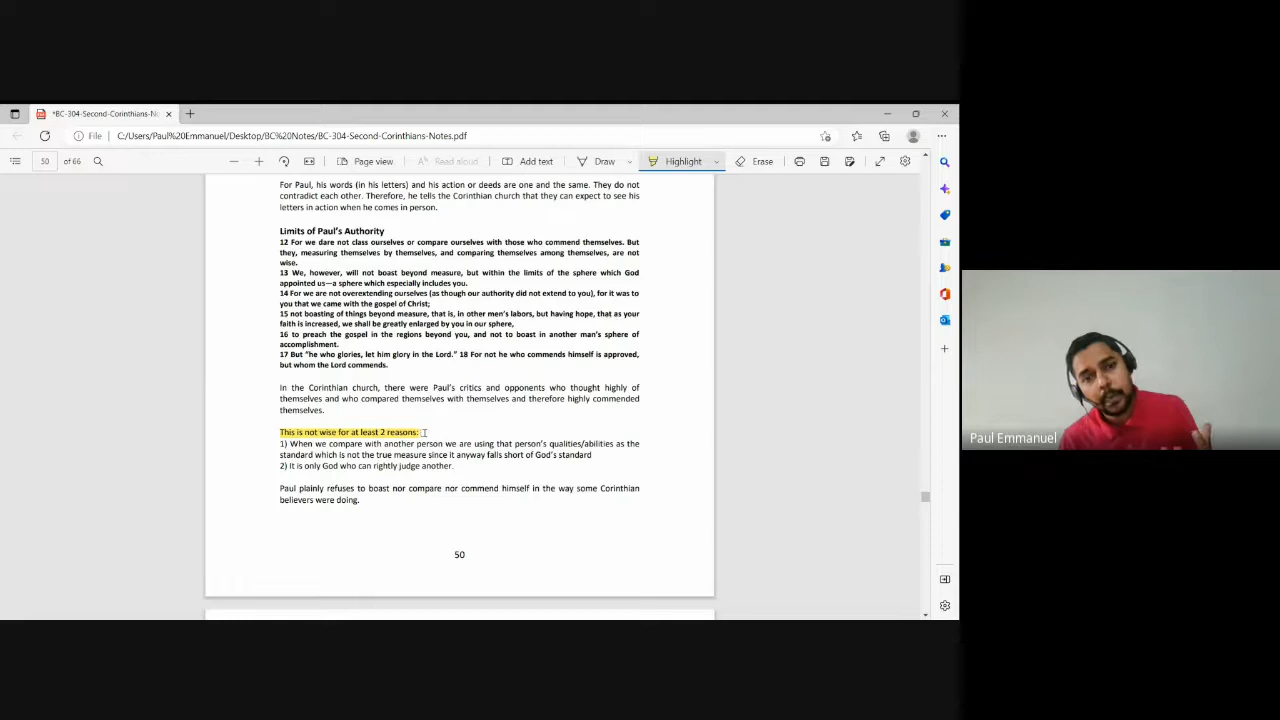 *BC-304-Second-Corinthians-No
File
C:/Users/Paul%20Emmanuel/Desktop/BC%20Notes/BC-304-Second-Corinthians-Notes.pdf
50 of 66
Page view
Read aloud
Add text
Draw
Highlight
Erase
For Paul, his words (in his letters) and his action or deeds are one and the same. They do not
contradict each other. Therefore, he tells the Corinthian church that they can expect to see his
letters in action when he comes in person.
Limits of Paul's Authority
12 For we dare not class ourselves or compare ourselves with those who commend themselves. But
they, measuring themselves by themselves, and comparing themselves among themselves, are not
wise.
13 We, however, will not boast beyond measure, but within the limits of the sphere which God
appointed us—a sphere which especially includes you.
14 For we are not overextending ourselves (as though our authority did not extend to you), for it was to
you that we came with the gospel of Christ;
15 not boasting of things beyond measure, that is, in other men's labors, but having hope, that as your
faith is increased, we shall be greatly enlarged by you in our sphere,
16 to preach the gospel in the regions beyond you, and not to boast in another man's sphere of
accomplishment.
17 But "he who glories, let him glory in the Lord." 18 For not he who commends himself is approved,
but whom the Lord commends.
In the Corinthian church, there were Paul's critics and opponents who thought highly of
themselves and who compared themselves with themselves and therefore highly commended
themselves.
This is not wise for at least 2 reasons:
1) When we compare with another person we are using that person's qualities/abilities as the
standard which is not the true measure since it anyway falls short of God's standard
2) It is only God who can rightly judge another.
Paul plainly refuses to boast nor compare nor commend himself in the way some Corinthian
believers were doing.
50
Paul Emmanuel